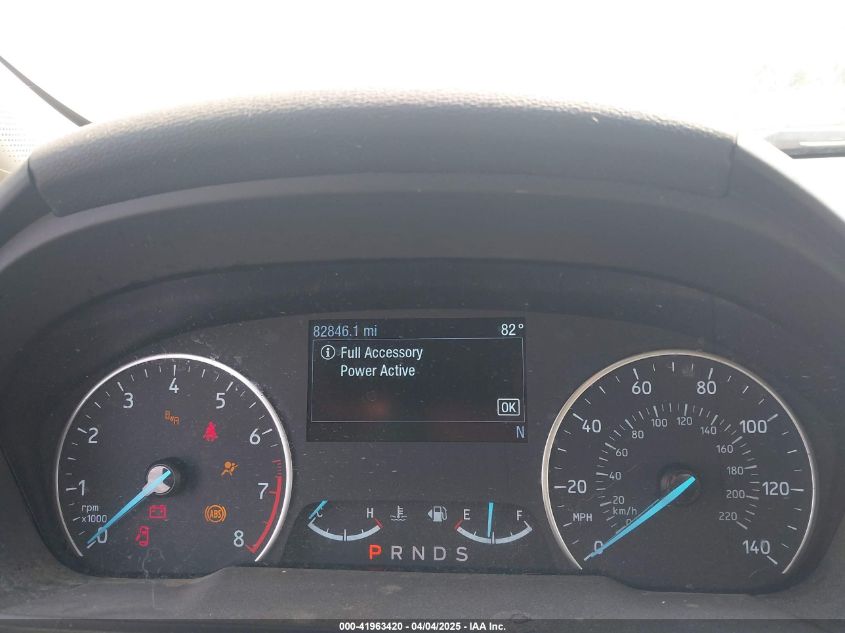 82846.1 mi 82°
Full Accessory
Power Active
OK
N
0 1 2 3 4 5 6 7 8
rpm
x1000
ABS
C H E F
P R N D S
0 20 40 60 80 100 120 140
MPH
20 40 60 80 100 120 140 160 180 200 220
km/h
000-41963420 - 04/04/2025 - IAA Inc.